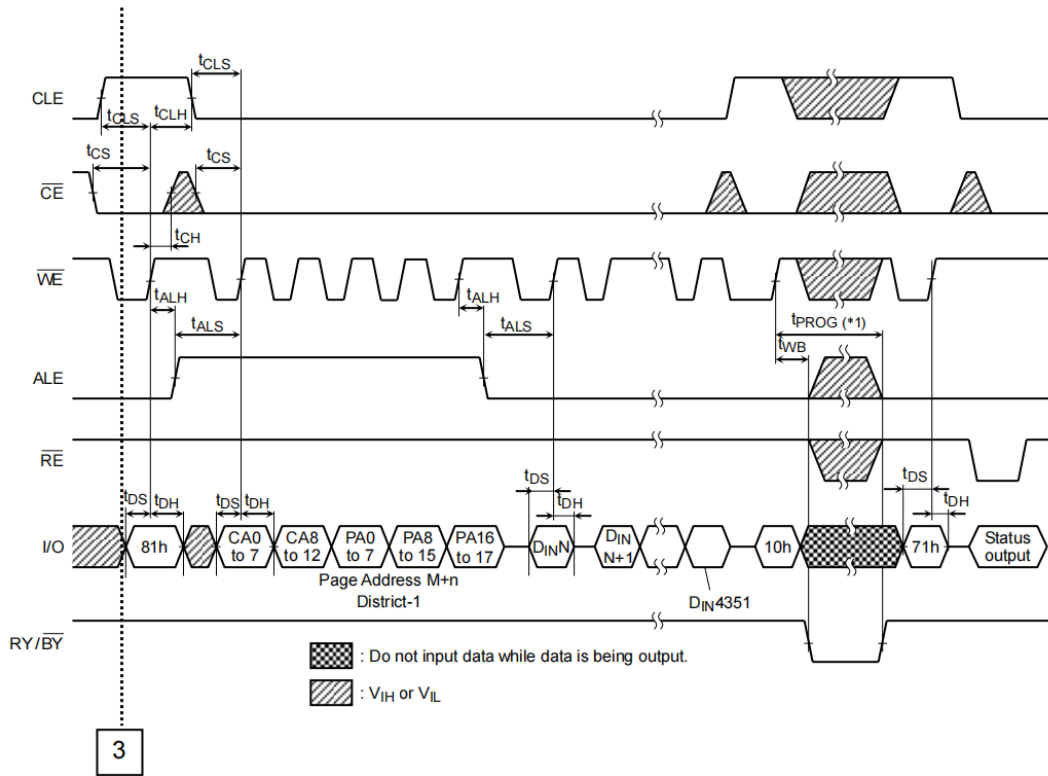 tCLS
CLE
tCLS tCLH
tCS tCS
CE
tCH
WE
tALH tALH
tALS tALS tPROG (*1)
tWB
ALE
RE
tDS tDH tDS tDH tDS tDH tDS tDH
I/O 81h CA0 to 7 CA8 to 12 PA0 to 7 PA8 to 15 PA16 to 17 DINN DIN N+1 10h 71h Status output
Page Address M+n
District-1
DIN4351
RY/BY
: Do not input data while data is being output.
: VIH or VIL
3